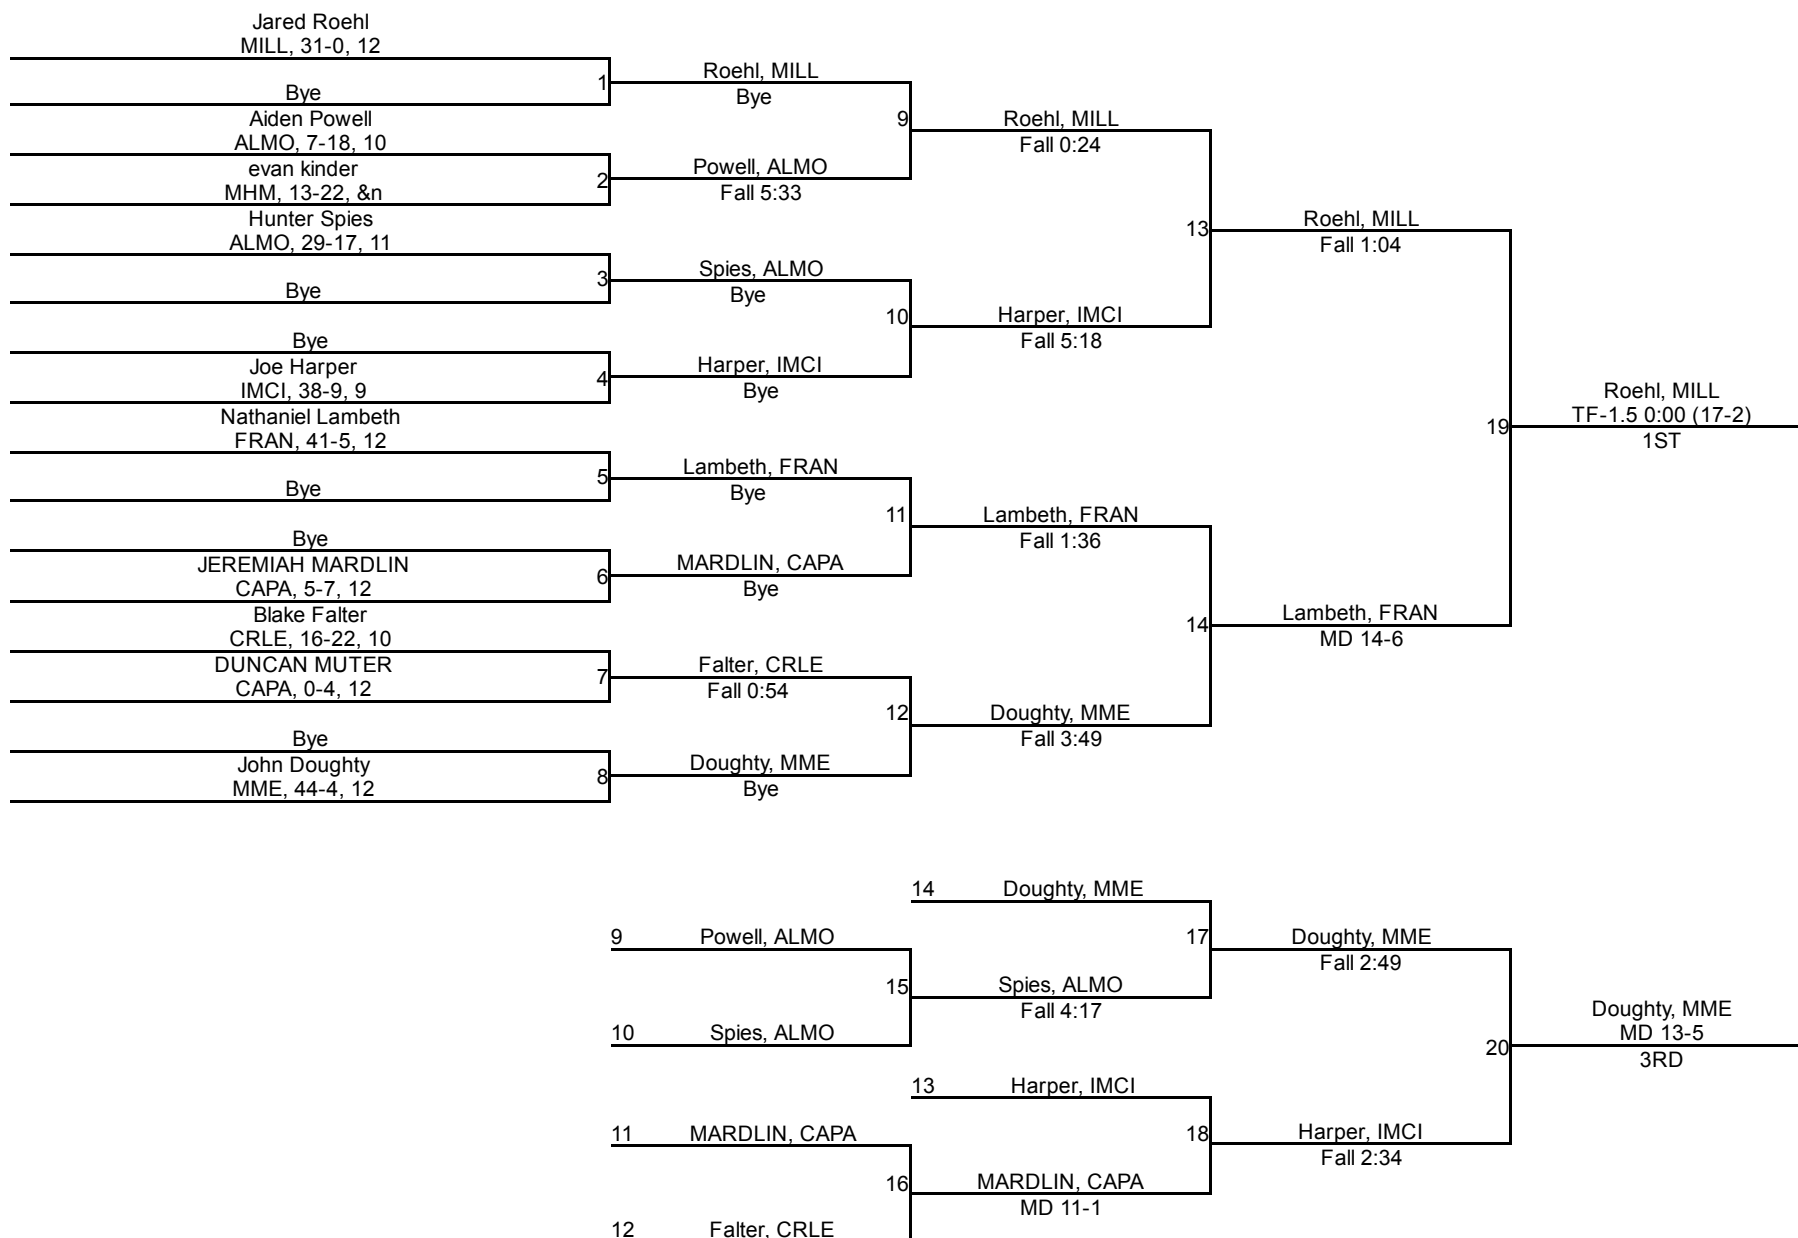 Jared Roehl
MILL, 31-0, 12
Bye
1
Aiden Powell
ALMO, 7-18, 10
evan kinder
MHM, 13-22, &n
2
Hunter Spies
ALMO, 29-17, 11
Bye
3
Bye
Joe Harper
IMCI, 38-9, 9
4
Nathaniel Lambeth
FRAN, 41-5, 12
Bye
5
Bye
JEREMIAH MARDLIN
CAPA, 5-7, 12
6
Blake Falter
CRLE, 16-22, 10
DUNCAN MUTER
CAPA, 0-4, 12
7
Bye
John Doughty
MME, 44-4, 12
8
Roehl, MILL
Bye
9
Powell, ALMO
Fall 5:33
Spies, ALMO
Bye
10
Harper, IMCI
Bye
Lambeth, FRAN
Bye
11
MARDLIN, CAPA
Bye
Falter, CRLE
Fall 0:54
12
Doughty, MME
Bye
Roehl, MILL
Fall 0:24
13
Harper, IMCI
Fall 5:18
Lambeth, FRAN
Fall 1:36
14
Doughty, MME
Fall 3:49
Roehl, MILL
Fall 1:04
19
Lambeth, FRAN
MD 14-6
Roehl, MILL
TF-1.5 0:00 (17-2)
1ST
14 Doughty, MME
9 Powell, ALMO
17
15
Spies, ALMO
Fall 4:17
10 Spies, ALMO
Doughty, MME
Fall 2:49
13 Harper, IMCI
11 MARDLIN, CAPA
18
16
MARDLIN, CAPA
MD 11-1
12 Falter, CRLE
Harper, IMCI
Fall 2:34
20
Doughty, MME
MD 13-5
3RD